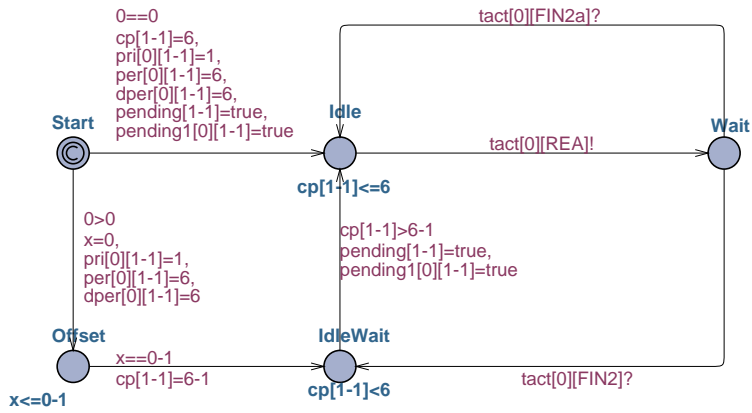 0==0
cp[1-1]=6,
pri[0][1-1]=1,
per[0][1-1]=6,
dper[0][1-1]=6,
pending[1-1]=true,
pending1[0][1-1]=true
tact[0][FIN2a]?
Start
Idle
Wait
C
tact[0][REA]!
cp[1-1]<=6
0>0
x=0,
pri[0][1-1]=1,
per[0][1-1]=6,
dper[0][1-1]=6
cp[1-1]>6-1
pending[1-1]=true,
pending1[0][1-1]=true
Offset
IdleWait
x==0-1
cp[1-1]=6-1
tact[0][FIN2]?
cp[1-1]<6
x<=0-1